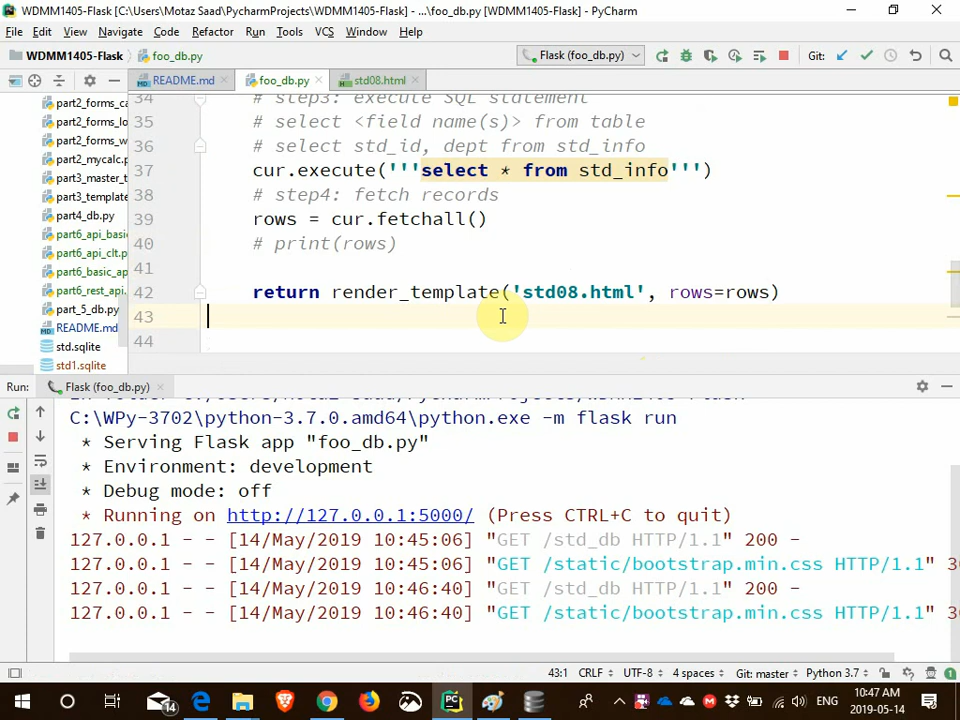 WDMM1405-Flask [C:\Users\Motaz Saad\PycharmProjects\WDMM1405-Flask] - ...\foo_db.py [WDMM1405-Flask] - PyCharm
File Edit View Navigate Code Refactor Run Tools VCS Window Help
WDMM1405-Flask foo_db.py Flask (foo_db.py) Git:
README.md foo_db.py std08.html
part2_forms_ca
part2_forms_lo
part2_forms_w
part2_mycalc.p
part3_master_t
part3_template
part4_db.py
part6_api_basi
part6_api_clt.p
part6_basic_ap
part6_rest_api.
part_5_db.py
README.md
std.sqlite
std1.sqlite
34 # step3: execute SQL statement
35 # select <field name(s)> from table
36 # select std_id, dept from std_info
37 cur.execute('''select * from std_info''')
38 # step4: fetch records
39 rows = cur.fetchall()
40 # print(rows)
41
42 return render_template('std08.html', rows=rows)
43
44
Run: Flask (foo_db.py)
C:\WPy-3702\python-3.7.0.amd64\python.exe -m flask run
* Serving Flask app "foo_db.py"
* Environment: development
* Debug mode: off
* Running on http://127.0.0.1:5000/ (Press CTRL+C to quit)
127.0.0.1 - - [14/May/2019 10:45:06] "GET /std_db HTTP/1.1" 200 -
127.0.0.1 - - [14/May/2019 10:45:06] "GET /static/bootstrap.min.css HTTP/1.1" 30
127.0.0.1 - - [14/May/2019 10:46:40] "GET /std_db HTTP/1.1" 200 -
127.0.0.1 - - [14/May/2019 10:46:40] "GET /static/bootstrap.min.css HTTP/1.1" 30
43:1 CRLF UTF-8 4 spaces Git: master Python 3.7 1
14 PC ENG 10:47 AM
2019-05-14